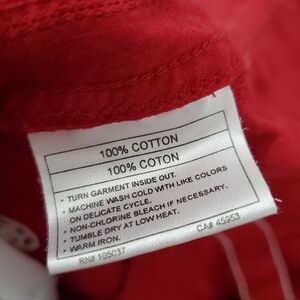 100% COTTON
100% COTON
• TURN GARMENT INSIDE OUT.
• MACHINE WASH COLD WITH LIKE COLORS
ON DELICATE CYCLE.
• NON-CHLORINE BLEACH IF NECESSARY.
• TUMBLE DRY AT LOW HEAT.
• WARM IRON.
RN# 105037 CA# 45953